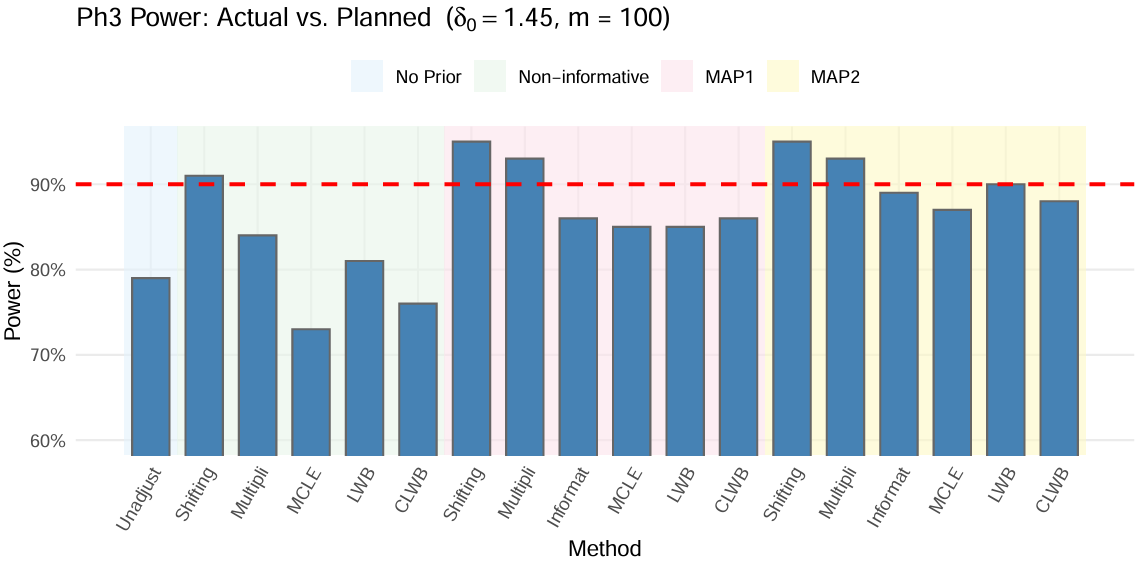 Ph3 Power: Actual vs. Planned (δ₀ = 1.45, m = 100)
No Prior Non−informative MAP1 MAP2
90%
80%
70%
60%
Power (%)
Unadjust Shifting Multipli MCLE LWB CLWB Shifting Multipli Informat MCLE LWB CLWB Shifting Multipli Informat MCLE LWB CLWB
Method